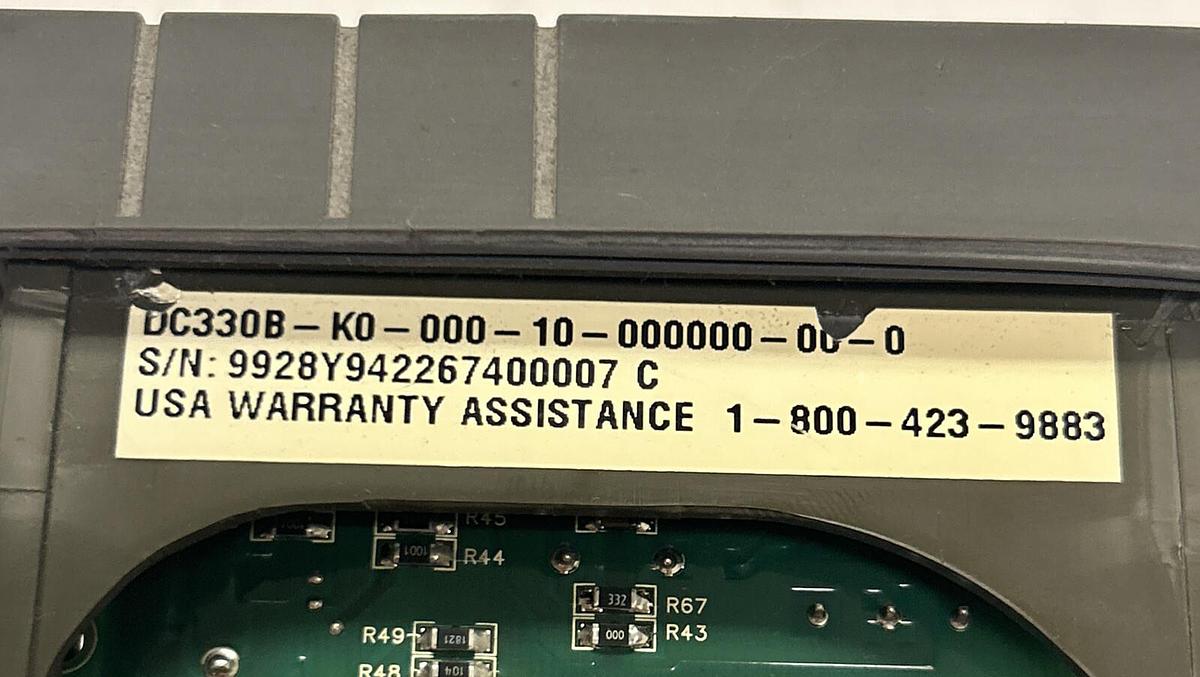 DC330B-K0-000-10-000000-00-0
S/N: 9928Y942267400007 C
USA WARRANTY ASSISTANCE 1-800-423-9883
R45
1001 R44
332 R67
000 R43
R49 1821
R48 104